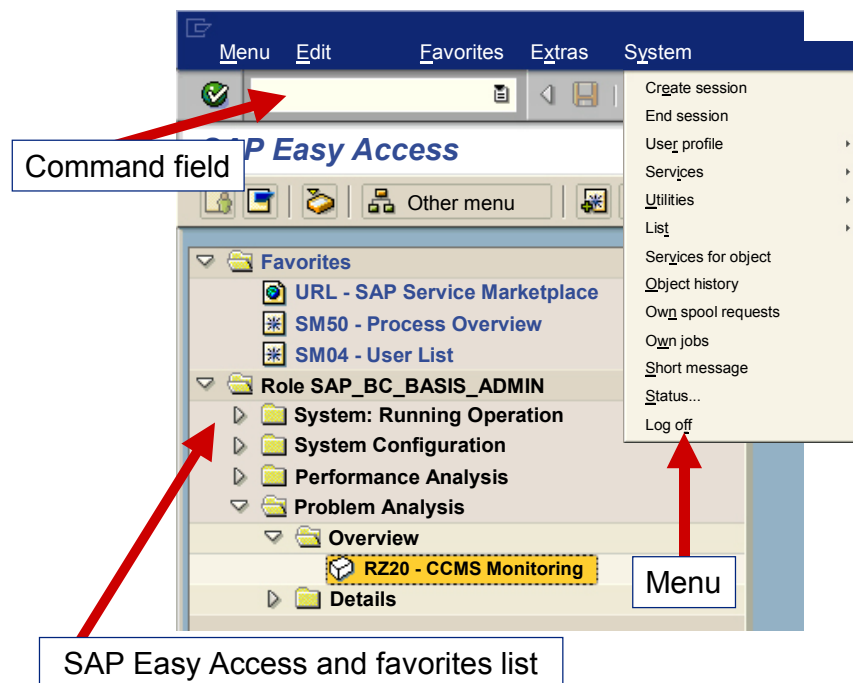 Menu Edit Favorites Extras System
Create session
End session
Command field
P Easy Access
User profile
Services
Other menu
Utilities
List
Favorites
Services for object
URL - SAP Service Marketplace
Object history
SM50 - Process Overview
Own spool requests
SM04 - User List
Own jobs
Role SAP_BC_BASIS_ADMIN
Short message
System: Running Operation
Status...
System Configuration
Log off
Performance Analysis
Problem Analysis
Overview
RZ20 - CCMS Monitoring
Menu
Details
SAP Easy Access and favorites list